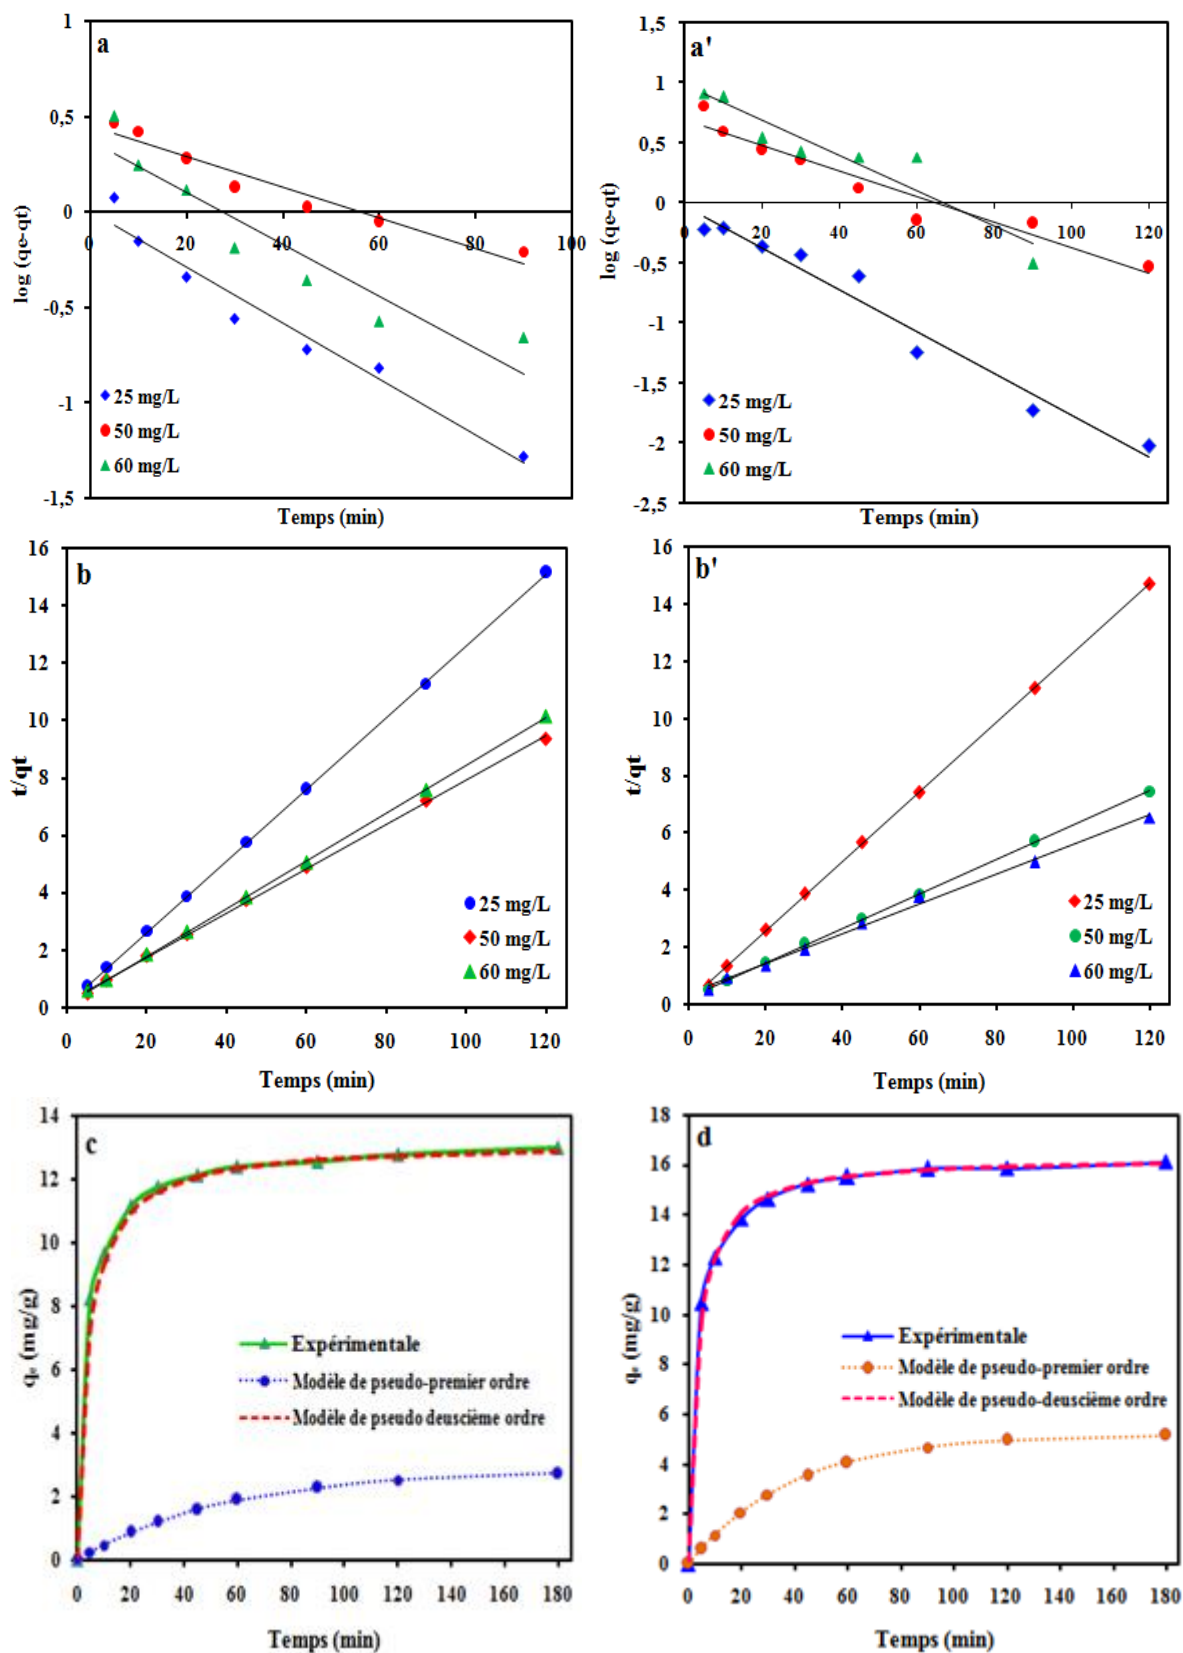 a
1
0,5
0
-0,5
-1
-1,5
0 20 40 60 80 100
log (qe-qt)
Temps (min)
25 mg/L
50 mg/L
60 mg/L
a'
1,5
1
0,5
0
-0,5
-1
-1,5
-2
-2,5
0 20 40 60 80 100 120
log (qe-qt)
Temps (min)
25 mg/L
50 mg/L
60 mg/L
b
16
14
12
10
8
6
4
2
0
0 20 40 60 80 100 120
t/qt
Temps (min)
25 mg/L
50 mg/L
60 mg/L
b'
16
14
12
10
8
6
4
2
0
0 20 40 60 80 100 120
t/qt
Temps (min)
25 mg/L
50 mg/L
60 mg/L
c
14
12
10
8
6
4
2
0
0 20 40 60 80 100 120 140 160 180
(mg/g)
Temps (min)
Expérimentale
Modèle de pseudo-premier ordre
Modèle de pseudo deuscième ordre
d
18
16
14
12
10
8
6
4
2
0
0 20 40 60 80 100 120 140 160 180
(mg/g)
Temps (min)
Expérimentale
Modèle de pseudo-premier ordre
Modèle de pseudo-deuscième ordre